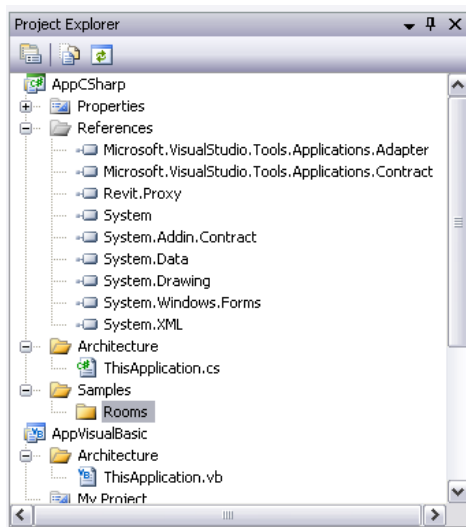 Project Explorer
AppCSharp
Properties
References
Microsoft.VisualStudio.Tools.Applications.Adapter
Microsoft.VisualStudio.Tools.Applications.Contract
Revit.Proxy
System
System.Addin.Contract
System.Data
System.Drawing
System.Windows.Forms
System.XML
Architecture
ThisApplication.cs
Samples
Rooms
AppVisualBasic
Architecture
ThisApplication.vb
My Project